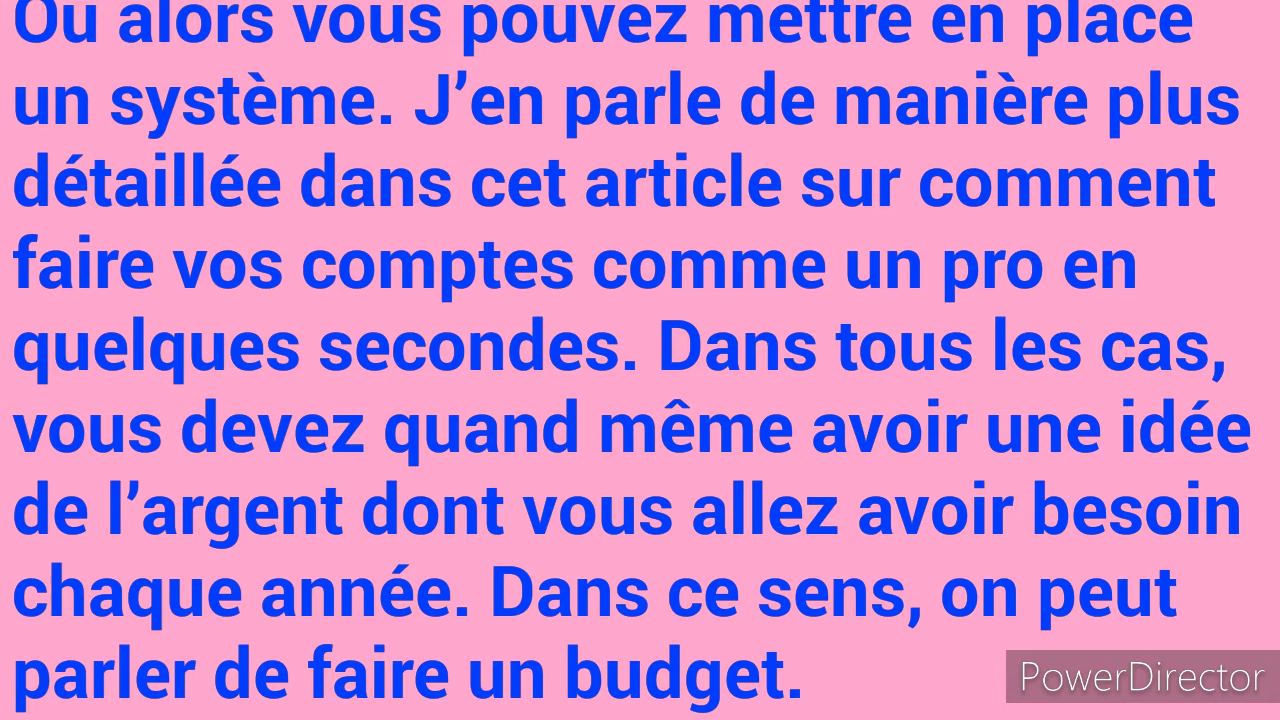 Ou alors vous pouvez mettre en place
un système. J’en parle de manière plus
détaillée dans cet article sur comment
faire vos comptes comme un pro en
quelques secondes. Dans tous les cas,
vous devez quand même avoir une idée
de l’argent dont vous allez avoir besoin
chaque année. Dans ce sens, on peut
parler de faire un budget.
PowerDirector